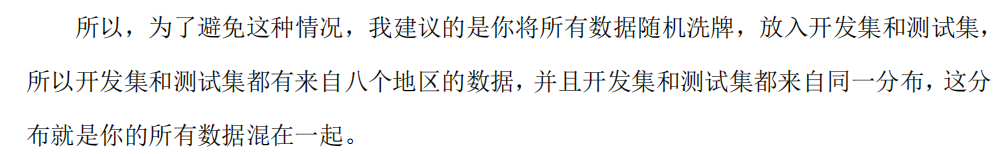 所以，为了避免这种情况，我建议的是你将所有数据随机洗牌，放入开发集和测试集，
所以开发集和测试集都有来自八个地区的数据，并且开发集和测试集都来自同一分布，这分
布就是你的所有数据混在一起。